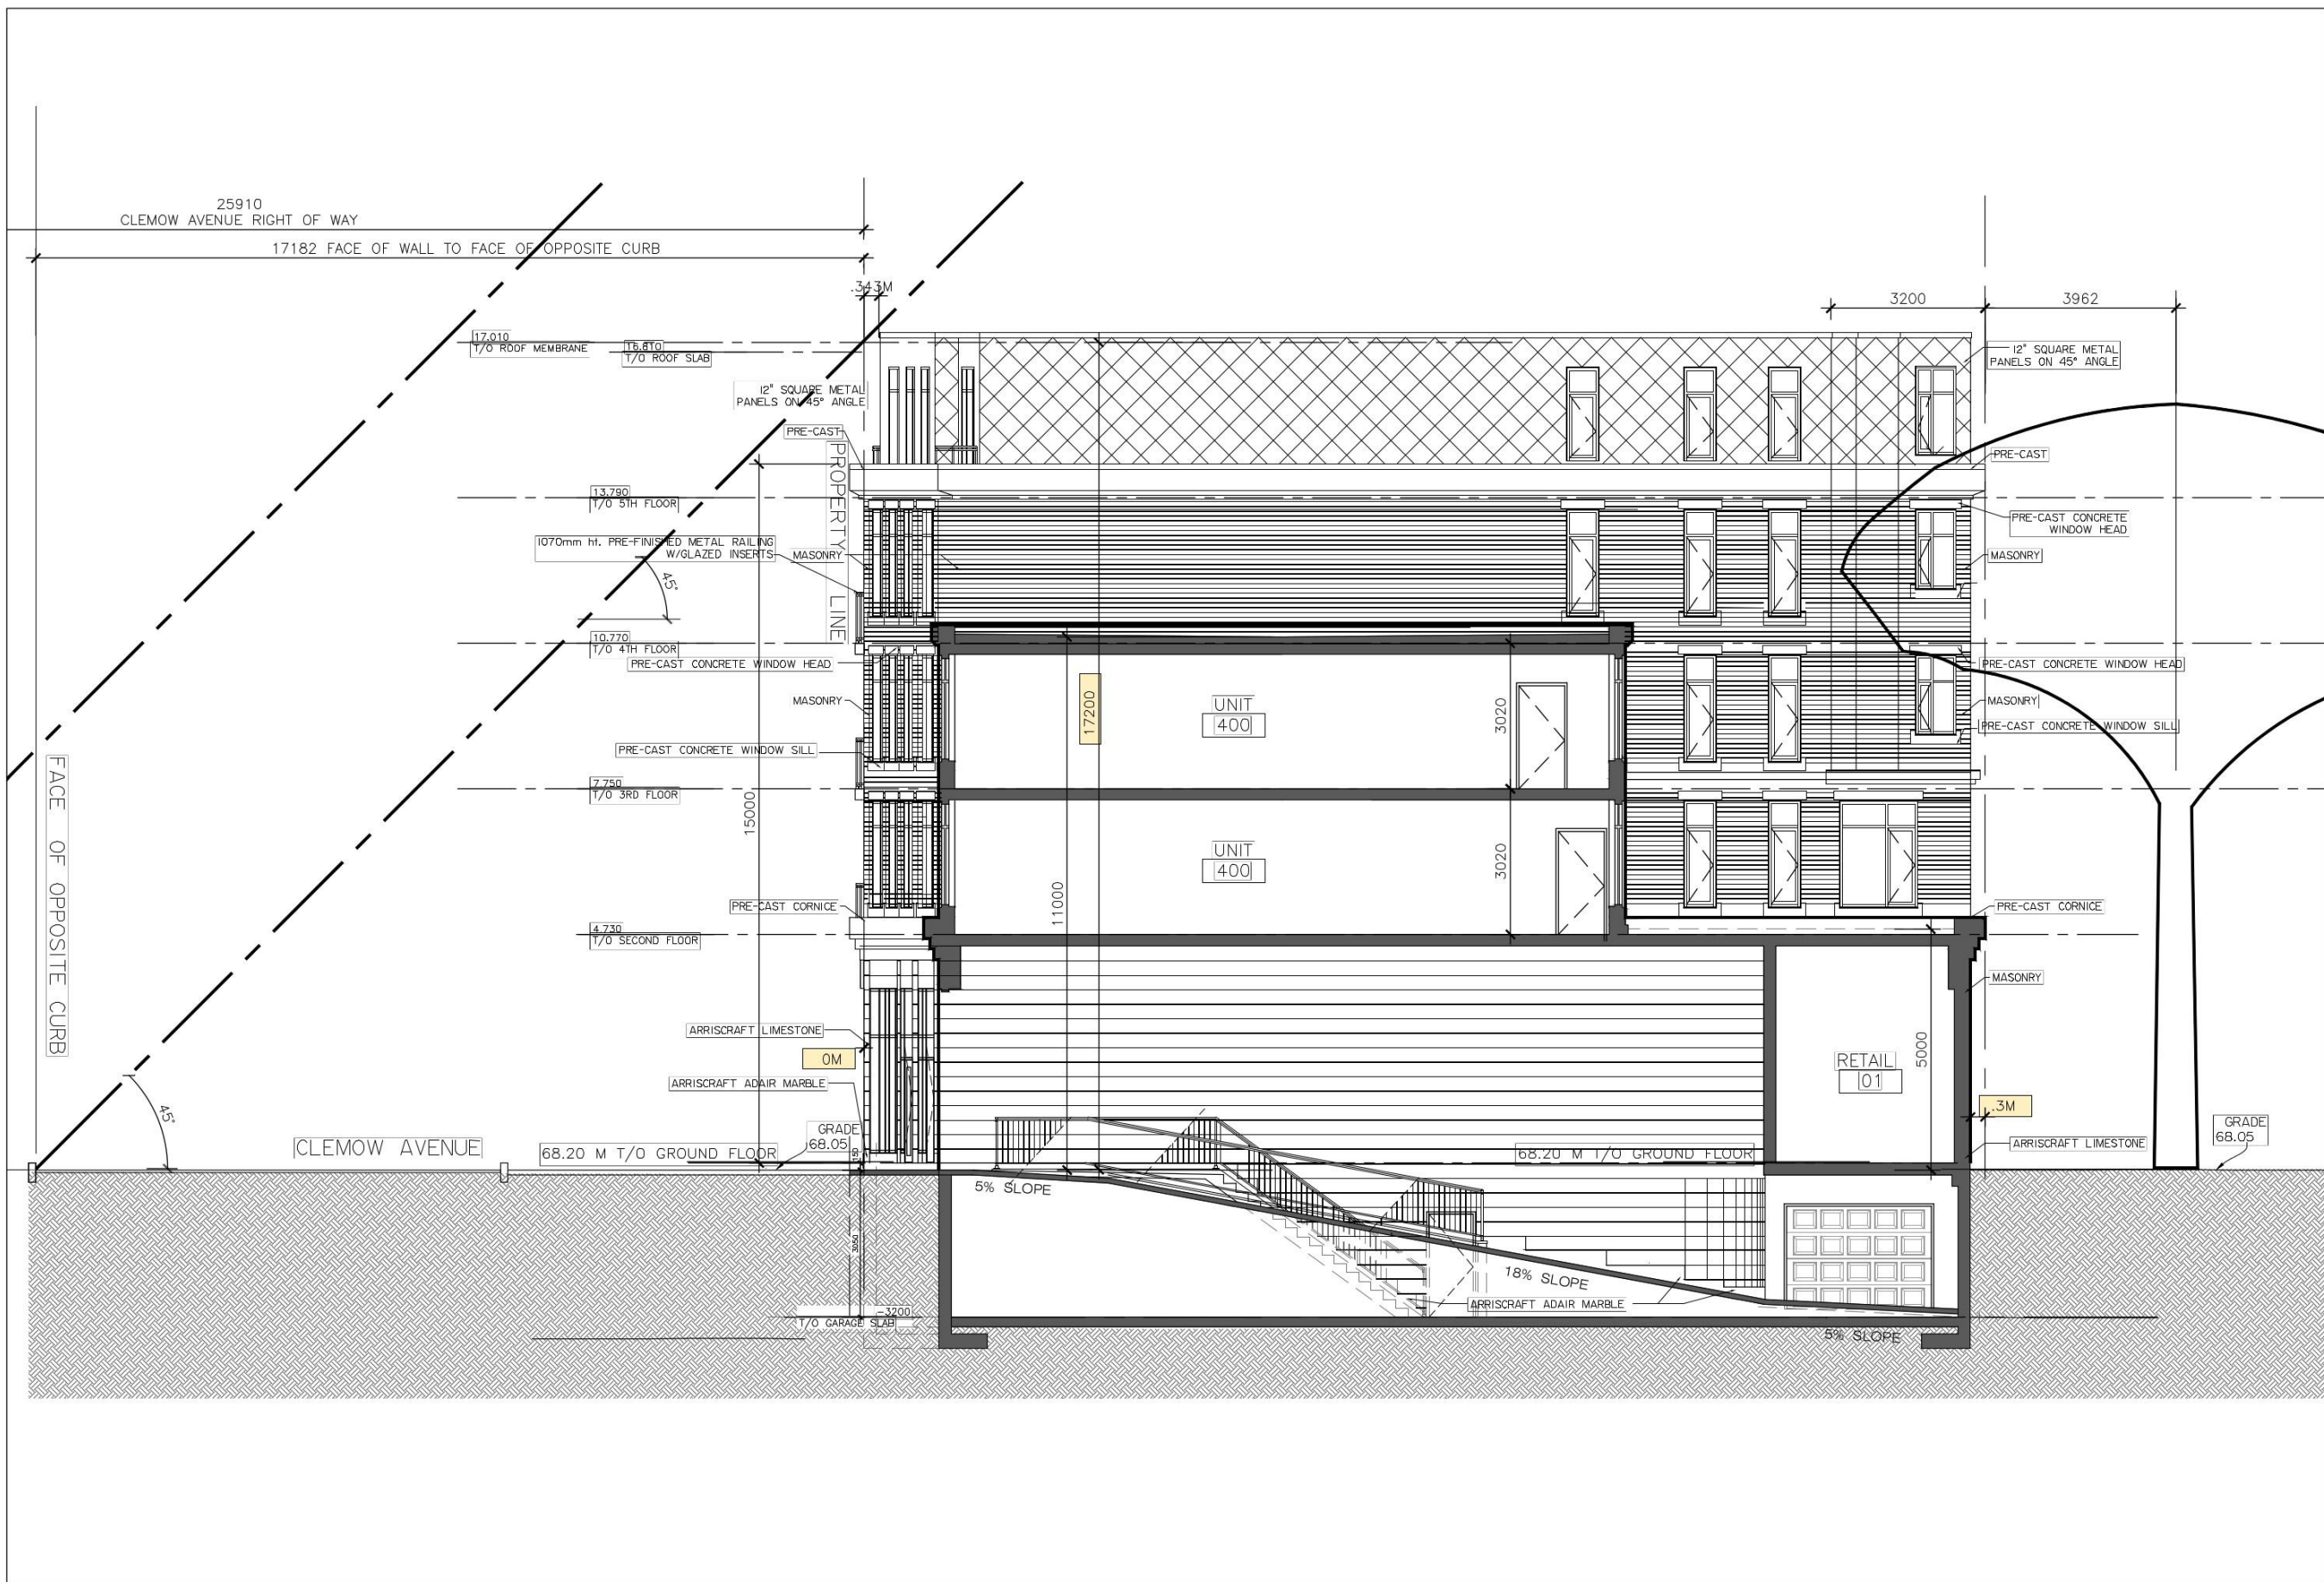 25910
CLEMOW AVENUE RIGHT OF WAY
17182 FACE OF WALL TO FACE OF OPPOSITE CURB
.343M
3200
3962
17.010
T/O ROOF MEMBRANE
16.810
T/O ROOF SLAB
12" SQUARE METAL
PANELS ON 45° ANGLE
12" SQUARE METAL
PANELS ON 45° ANGLE
PRE-CAST
PROPERTY LINE
PRE-CAST
13.790
T/O 5TH FLOOR
PRE-CAST CONCRETE
WINDOW HEAD
1070mm ht. PRE-FINISHED METAL RAILING
W/GLAZED INSERTS
MASONRY
MASONRY
45°
10.770
T/O 4TH FLOOR
PRE-CAST CONCRETE WINDOW HEAD
PRE-CAST CONCRETE WINDOW HEAD
MASONRY
17200
UNIT
400
3020
MASONRY
PRE-CAST CONCRETE WINDOW SILL
PRE-CAST CONCRETE WINDOW SILL
FACE OF OPPOSITE CURB
7.750
T/O 3RD FLOOR
15000
UNIT
400
3020
11000
PRE-CAST CORNICE
PRE-CAST CORNICE
4.730
T/O SECOND FLOOR
MASONRY
ARRISCRAFT LIMESTONE
0M
RETAIL
01
5000
ARRISCRAFT ADAIR MARBLE
.3M
45°
GRADE
68.05
GRADE
68.05
CLEMOW AVENUE
68.20 M T/O GROUND FLOOR
150
68.20 M T/O GROUND FLOOR
ARRISCRAFT LIMESTONE
5% SLOPE
3050
18% SLOPE
ARRISCRAFT ADAIR MARBLE
-3200
T/O GARAGE SLAB
5% SLOPE